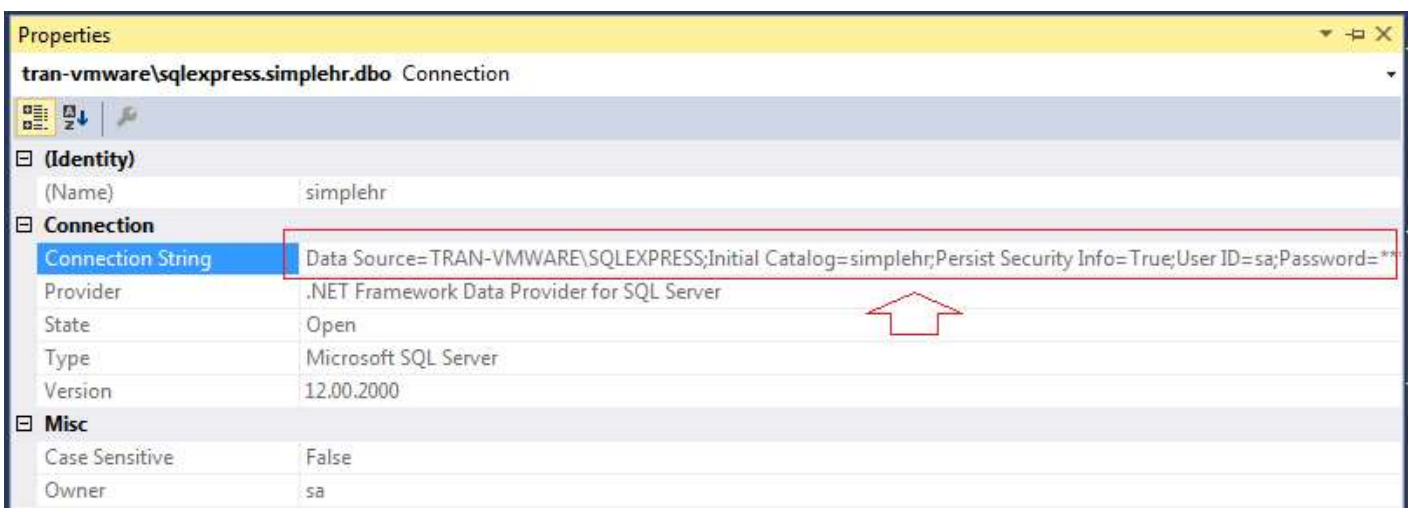 Properties
tran-vmware\sqlexpress.simplehr.dbo Connection
(Identity)
(Name) simplehr
Connection
Connection String Data Source=TRAN-VMWARE\SQLEXPRESS;Initial Catalog=simplehr;Persist Security Info=True;User ID=sa;Password=**
Provider .NET Framework Data Provider for SQL Server
State Open
Type Microsoft SQL Server
Version 12.00.2000
Misc
Case Sensitive False
Owner sa